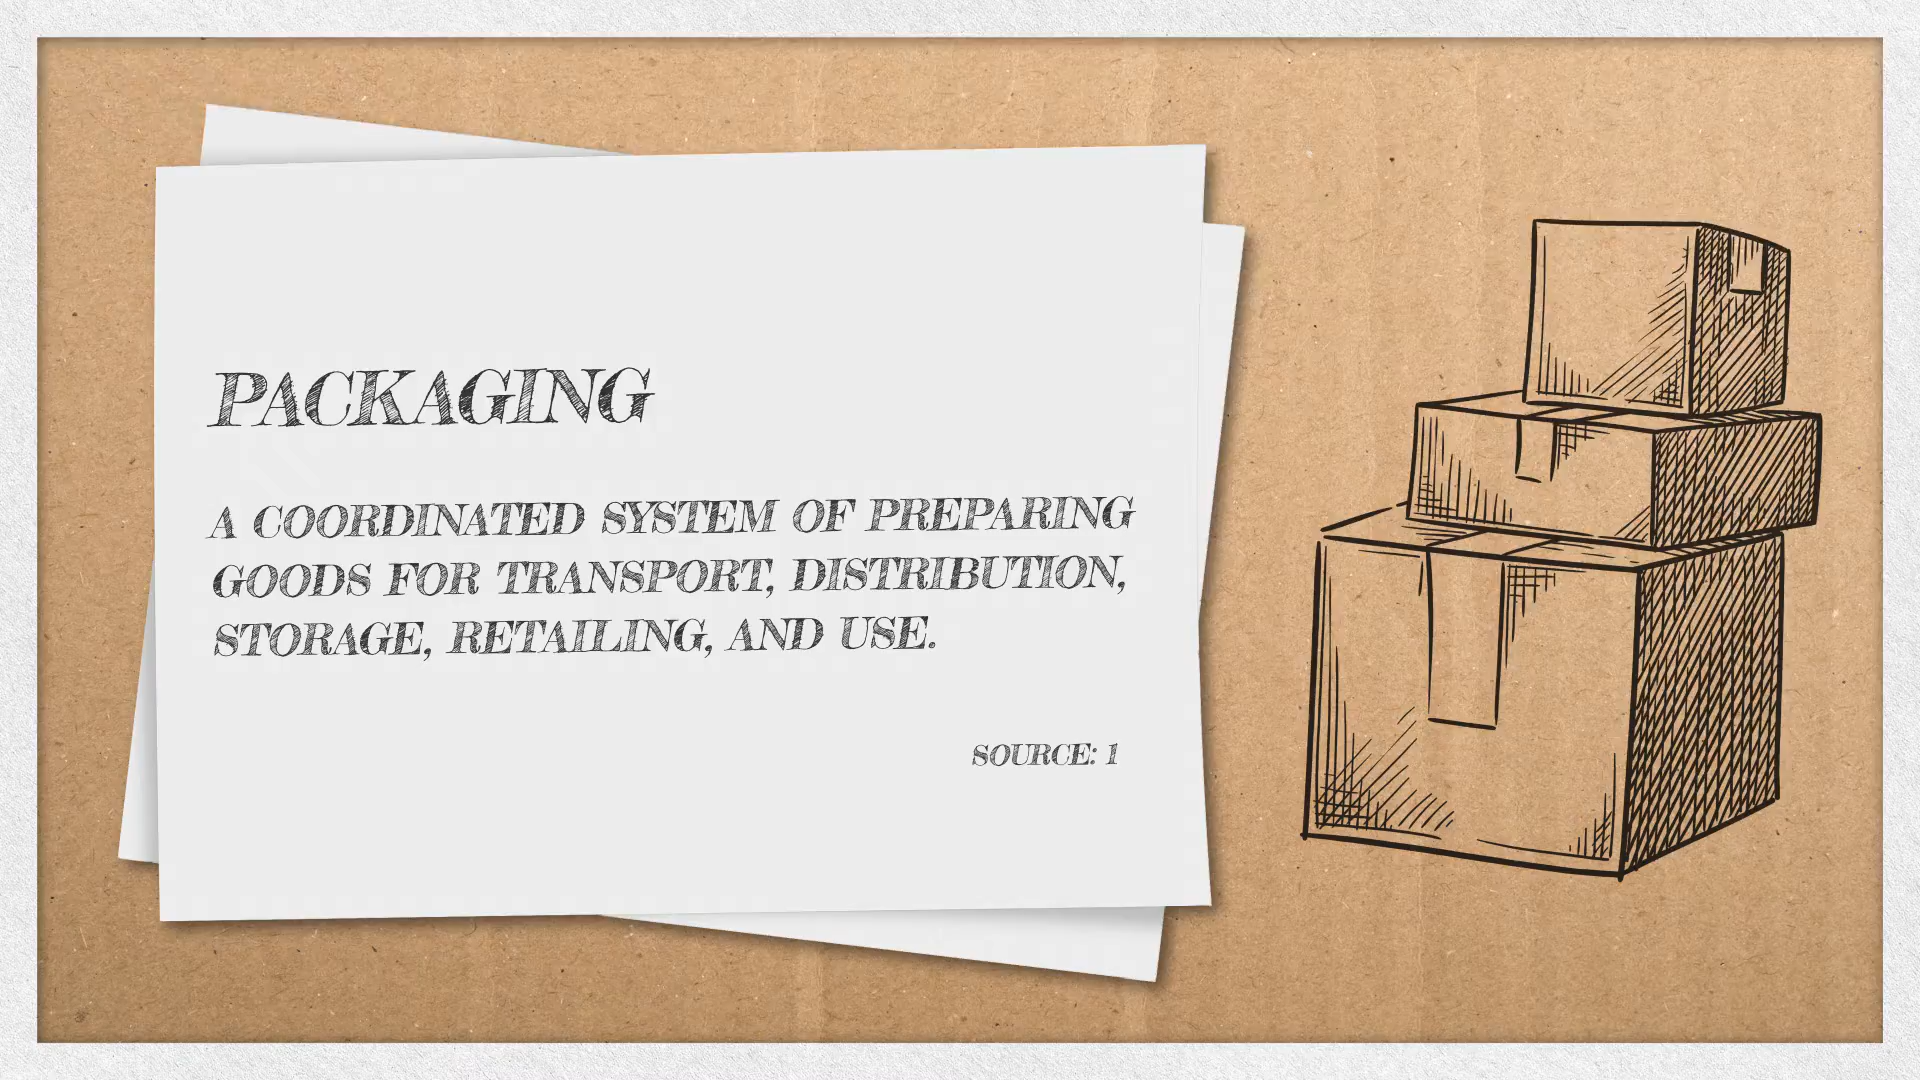 PACKAGING
A COORDINATED SYSTEM OF PREPARING
GOODS FOR TRANSPORT, DISTRIBUTION,
STORAGE, RETAILING, AND USE.
SOURCE: 1